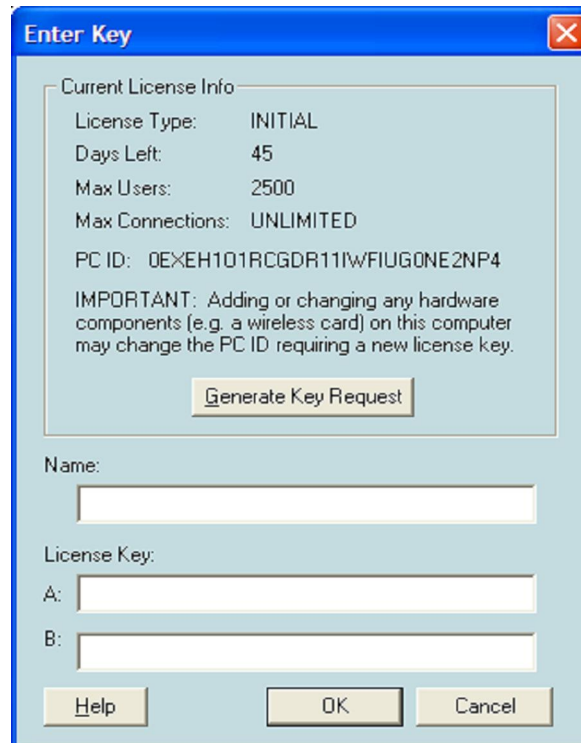 Enter Key
Current License Info
License Type: INITIAL
Days Left: 45
Max Users: 2500
Max Connections: UNLIMITED
PC ID: 0EXEH1O1RCGDR11IWFIUG0NE2NP4
IMPORTANT: Adding or changing any hardware
components (e.g. a wireless card) on this computer
may change the PC ID requiring a new license key.
Generate Key Request
Name:
License Key:
A:
B:
Help OK Cancel